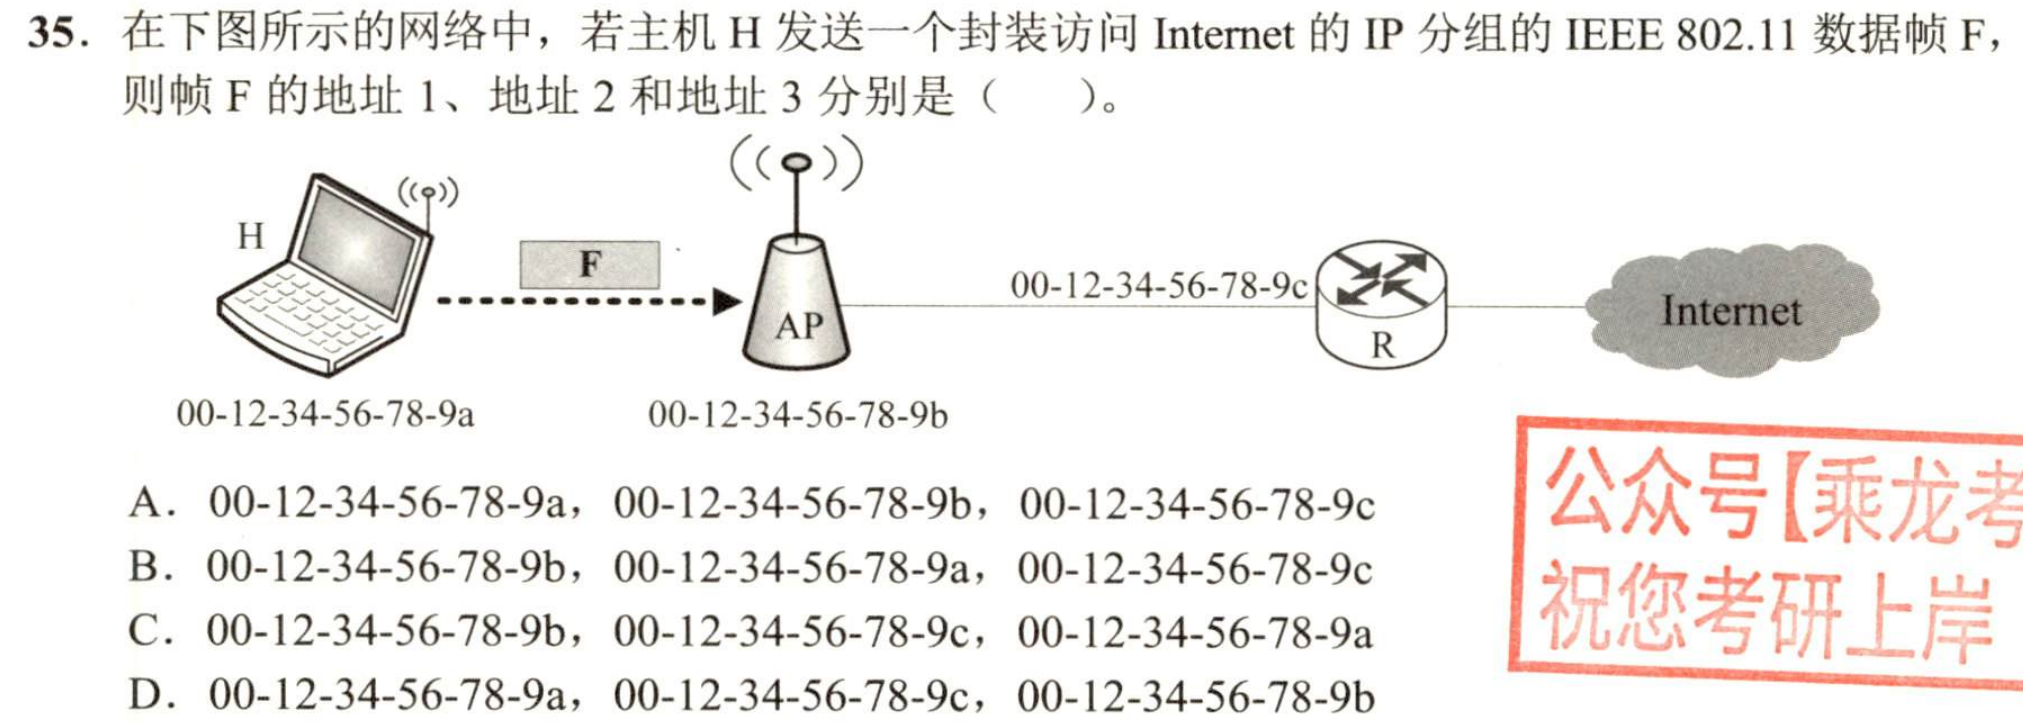 35. 在下图所示的网络中，若主机 H 发送一个封装访问 Internet 的 IP 分组的 IEEE 802.11 数据帧 F，
则帧 F 的地址 1、地址 2 和地址 3 分别是（　　）。
H
F
AP
00-12-34-56-78-9c
R
Internet
00-12-34-56-78-9a
00-12-34-56-78-9b
A. 00-12-34-56-78-9a，00-12-34-56-78-9b，00-12-34-56-78-9c
B. 00-12-34-56-78-9b，00-12-34-56-78-9a，00-12-34-56-78-9c
C. 00-12-34-56-78-9b，00-12-34-56-78-9c，00-12-34-56-78-9a
D. 00-12-34-56-78-9a，00-12-34-56-78-9c，00-12-34-56-78-9b
公众号【乘龙考
祝您考研上岸